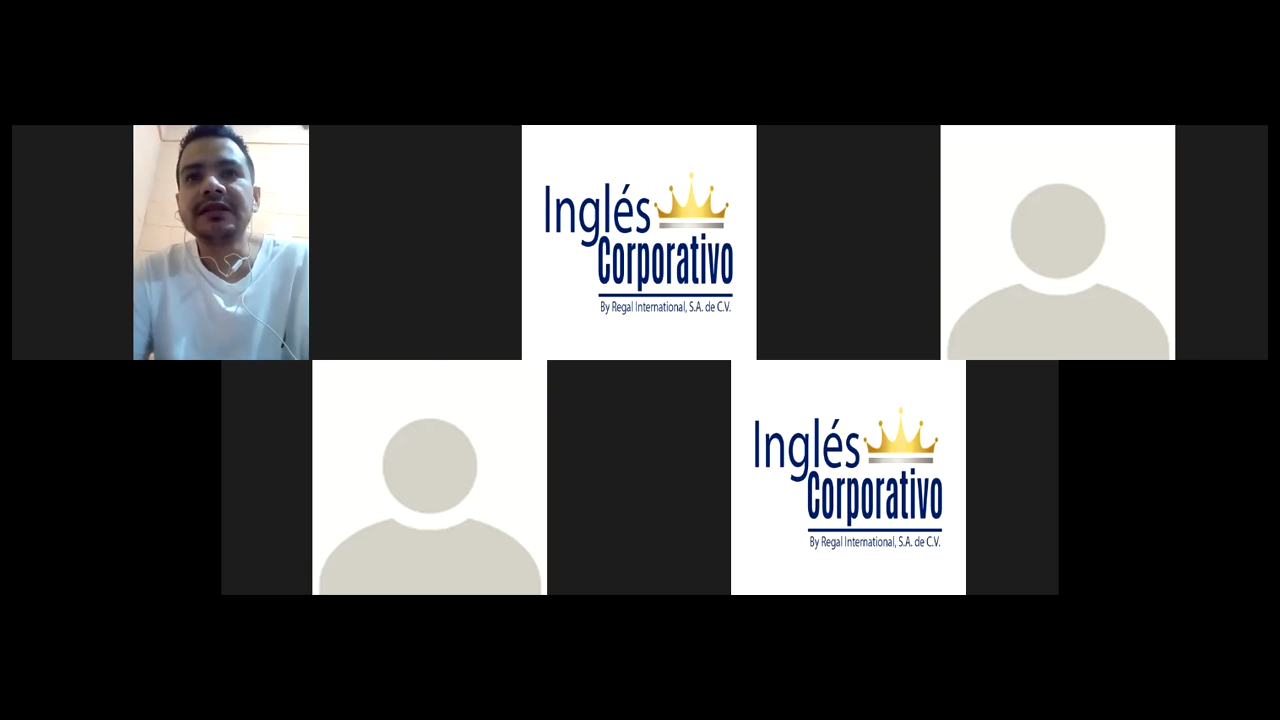 Inglés
Corporativo
By Regal International, S.A. de C.V.
Inglés
Corporativo
By Regal International, S.A. de C.V.